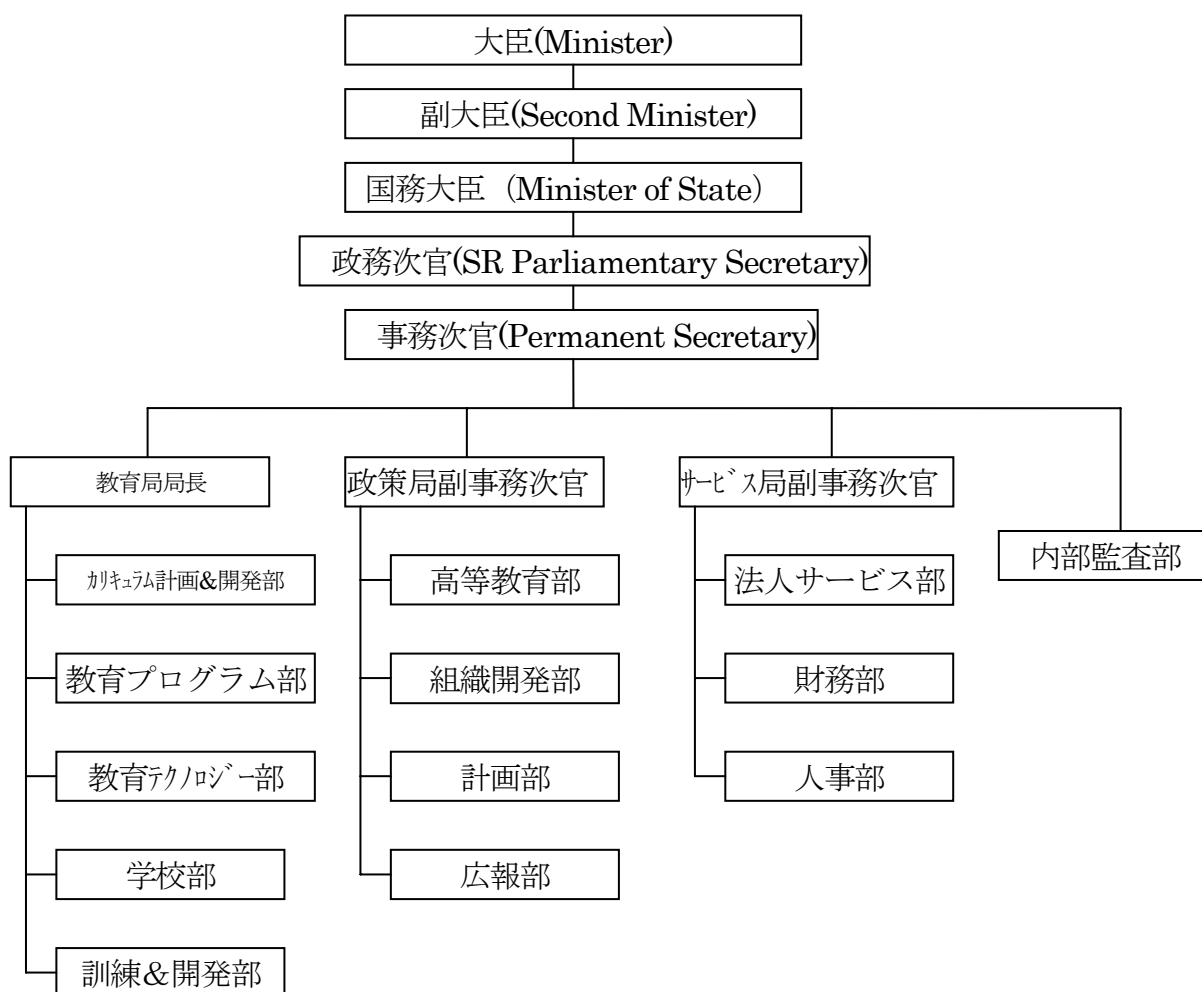 大臣(Minister)
副大臣(Second Minister)
国務大臣（Minister of State）
政務次官(SR Parliamentary Secretary)
事務次官(Permanent Secretary)
教育局局長
政策局副事務次官
ｻｰﾋﾞｽ局副事務次官
内部監査部
ｶﾘｷｭﾗﾑ計画&開発部
教育プログラム部
教育ﾃｸﾉﾛｼﾞｰ部
学校部
訓練＆開発部
高等教育部
組織開発部
計画部
広報部
法人サービス部
財務部
人事部